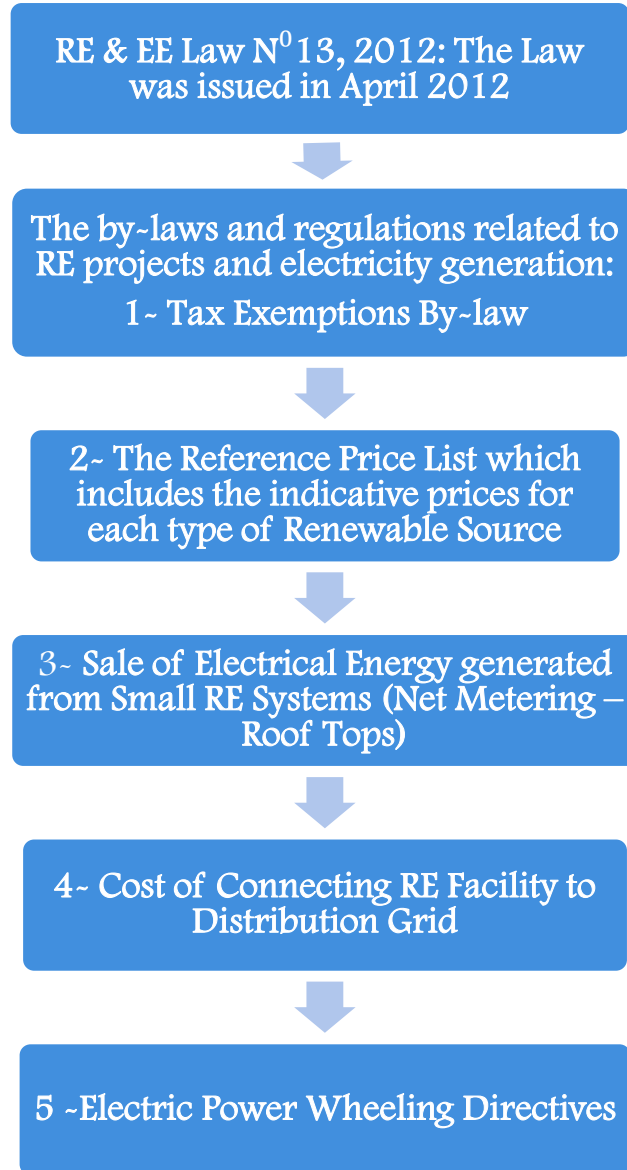 RE & EE Law N⁰ 13, 2012: The Law
was issued in April 2012
The by-laws and regulations related to
RE projects and electricity generation:
1- Tax Exemptions By-law
2- The Reference Price List which
includes the indicative prices for
each type of Renewable Source
3- Sale of Electrical Energy generated
from Small RE Systems (Net Metering –
Roof Tops)
4- Cost of Connecting RE Facility to
Distribution Grid
5 -Electric Power Wheeling Directives